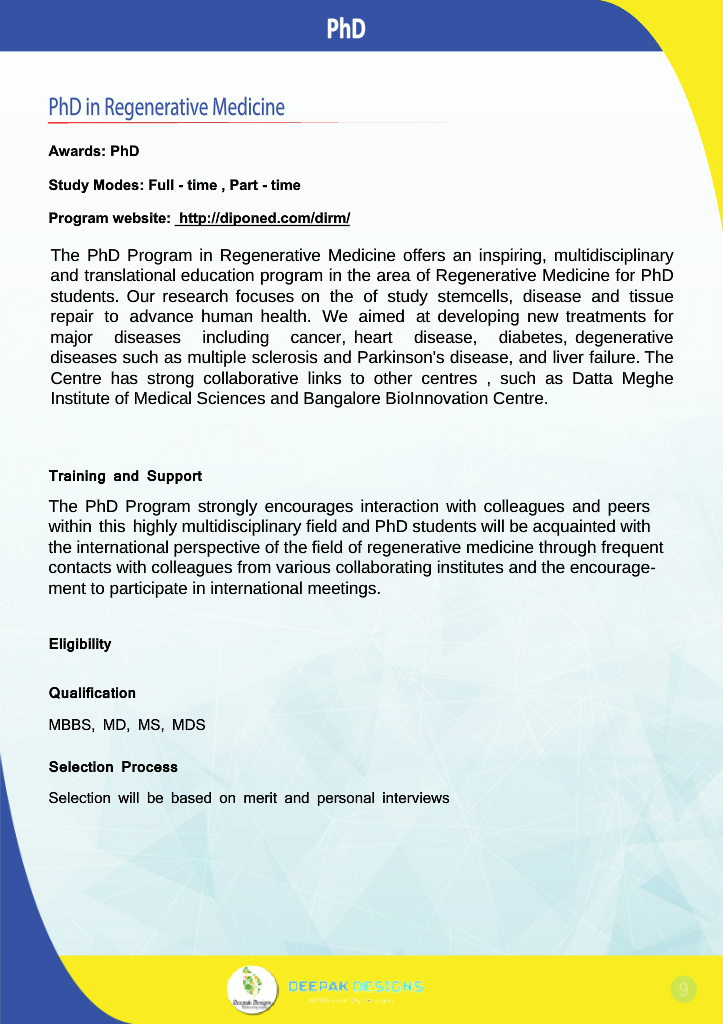 PhD
PhD in Regenerative Medicine
Awards: PhD
Study Modes: Full - time , Part - time
Program website:  http://diponed.com/dirm/
The PhD Program in Regenerative Medicine offers an inspiring, multidisciplinary
and translational education program in the area of Regenerative Medicine for PhD
students. Our research focuses on the of study stemcells, disease and tissue
repair to advance human health. We aimed at developing new treatments for
major diseases including cancer, heart disease, diabetes, degenerative
diseases such as multiple sclerosis and Parkinson's disease, and liver failure. The
Centre has strong collaborative links to other centres , such as Datta Meghe
Institute of Medical Sciences and Bangalore BioInnovation Centre.
Training and Support
The PhD Program strongly encourages interaction with colleagues and peers
within this highly multidisciplinary field and PhD students will be acquainted with
the international perspective of the field of regenerative medicine through frequent
contacts with colleagues from various collaborating institutes and the encourage-
ment to participate in international meetings.
Eligibility
Qualification
MBBS, MD, MS, MDS
Selection Process
Selection will be based on merit and personal interviews
Deepak Designs
DEEPAK DESIGNS
9